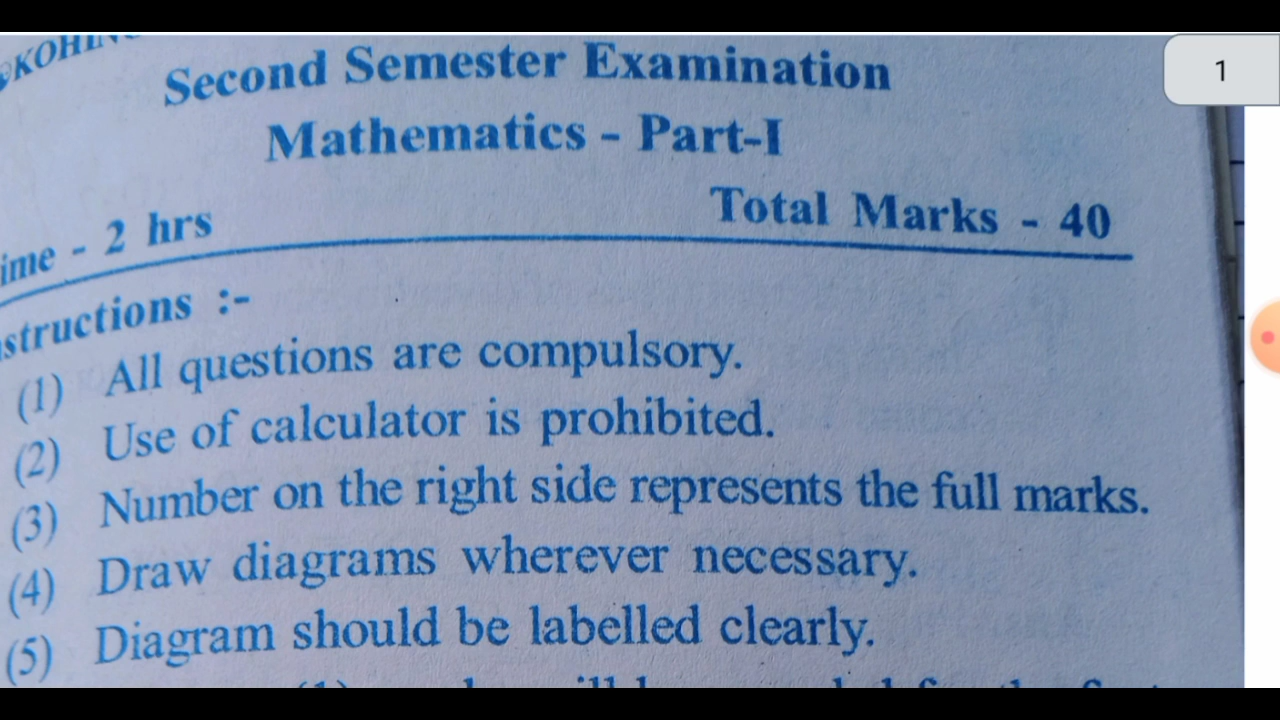 Second Semester Examination
1
Mathematics - Part-I
Total Marks - 40
- 2 hrs
:-
(1) All questions are compulsory.
(2) Use of calculator is prohibited.
(3) Number on the right side represents the full marks.
(4) Draw diagrams wherever necessary.
(5) Diagram should be labelled clearly.